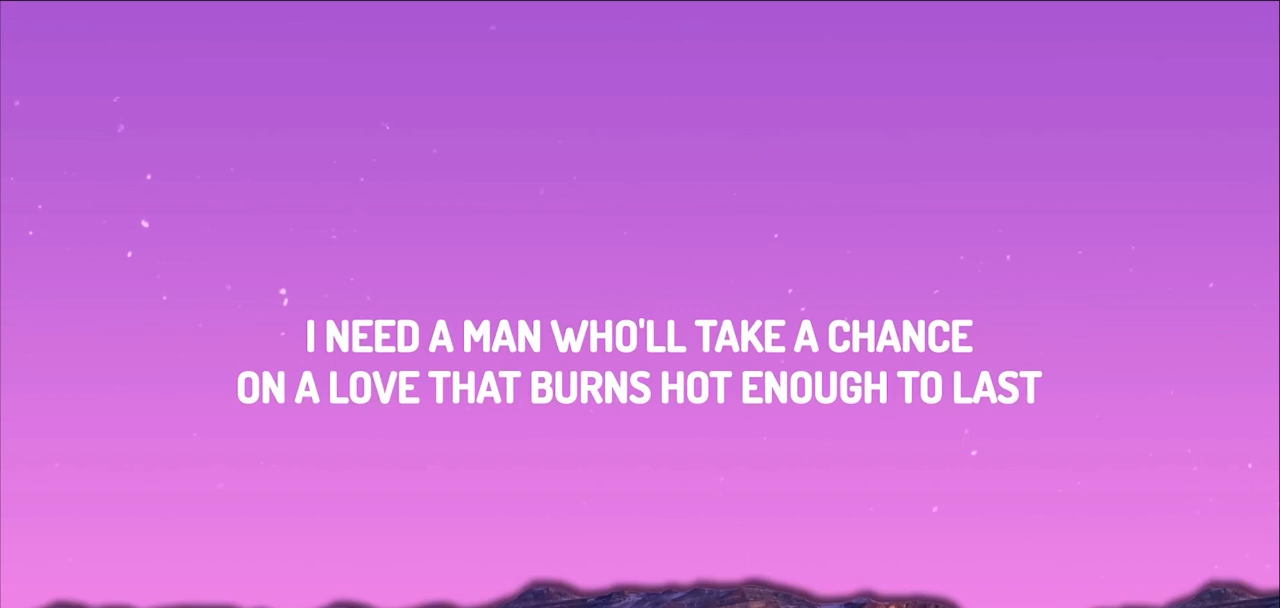 I NEED A MAN WHO'LL TAKE A CHANCE
ON A LOVE THAT BURNS HOT ENOUGH TO LAST